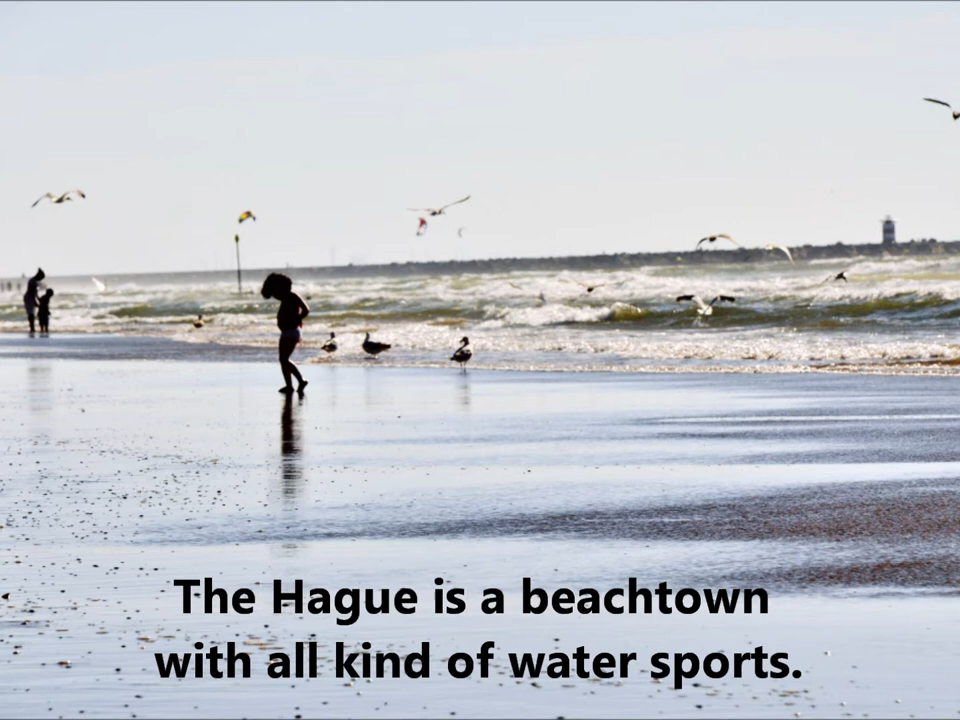 The Hague is a beachtown
with all kind of water sports.